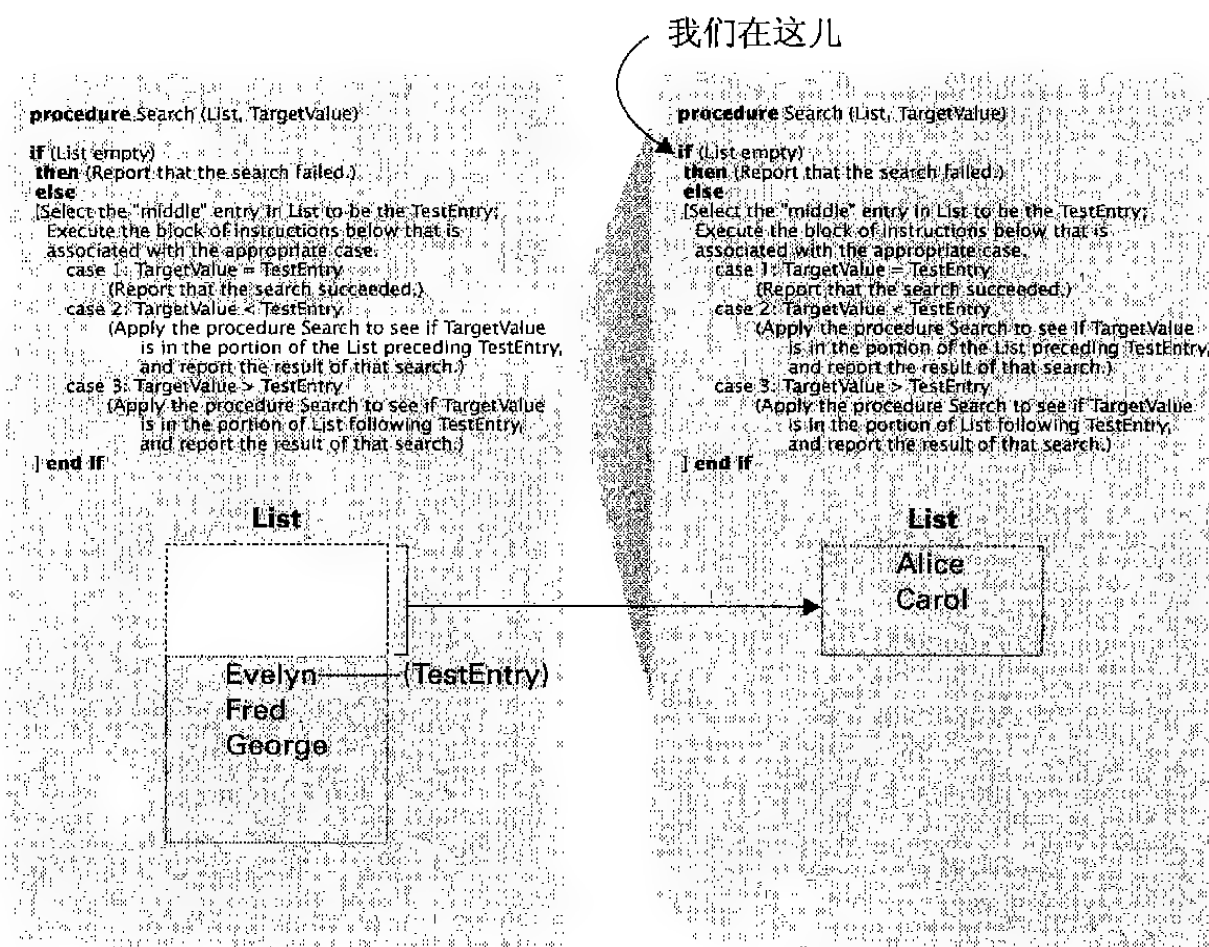 我们在这儿
procedure Search (List, TargetValue)
if (List empty)
then (Report that the search failed.)
else
[Select the "middle" entry in List to be the TestEntry;
Execute the block of instructions below that is
associated with the appropriate case.
case 1: TargetValue = TestEntry
(Report that the search succeeded.)
case 2: TargetValue < TestEntry
(Apply the procedure Search to see if TargetValue
is in the portion of the List preceding TestEntry,
and report the result of that search.)
case 3: TargetValue > TestEntry
(Apply the procedure Search to see if TargetValue
is in the portion of List following TestEntry,
and report the result of that search.)
] end if
List
Evelyn (TestEntry)
Fred
George
procedure Search (List, TargetValue)
if (List empty)
then (Report that the search failed.)
else
[Select the "middle" entry in List to be the TestEntry;
Execute the block of instructions below that is
associated with the appropriate case.
case 1: TargetValue = TestEntry
(Report that the search succeeded.)
case 2: TargetValue < TestEntry
(Apply the procedure Search to see if TargetValue
is in the portion of the List preceding TestEntry,
and report the result of that search.)
case 3: TargetValue > TestEntry
(Apply the procedure Search to see if TargetValue
is in the portion of List following TestEntry,
and report the result of that search.)
] end if
List
Alice
Carol